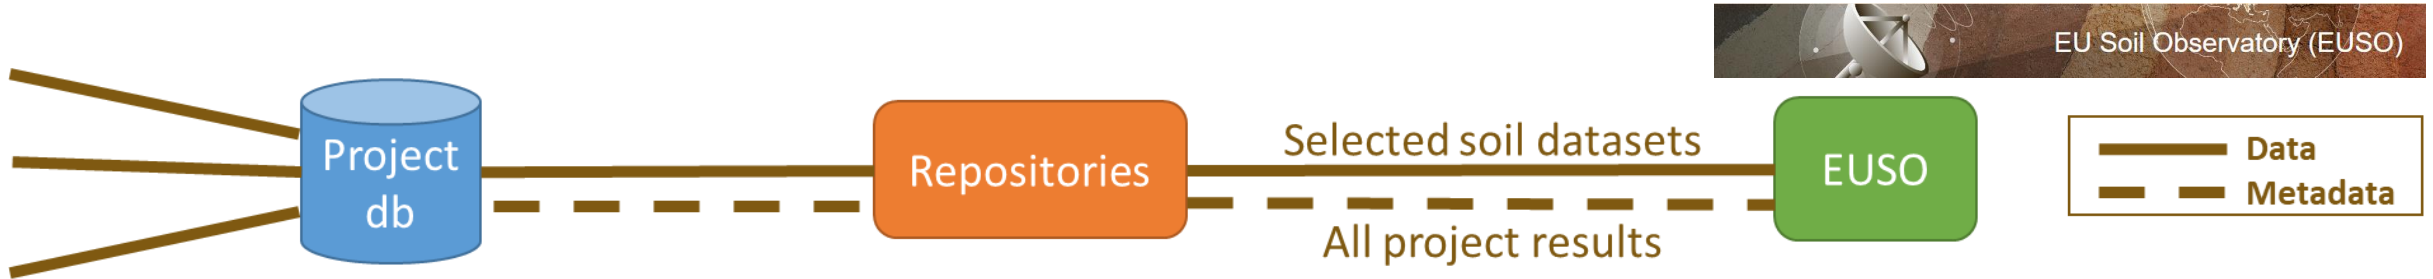 EU Soil Observatory (EUSO)
Project
db
Repositories
Selected soil datasets
All project results
EUSO
Data
Metadata